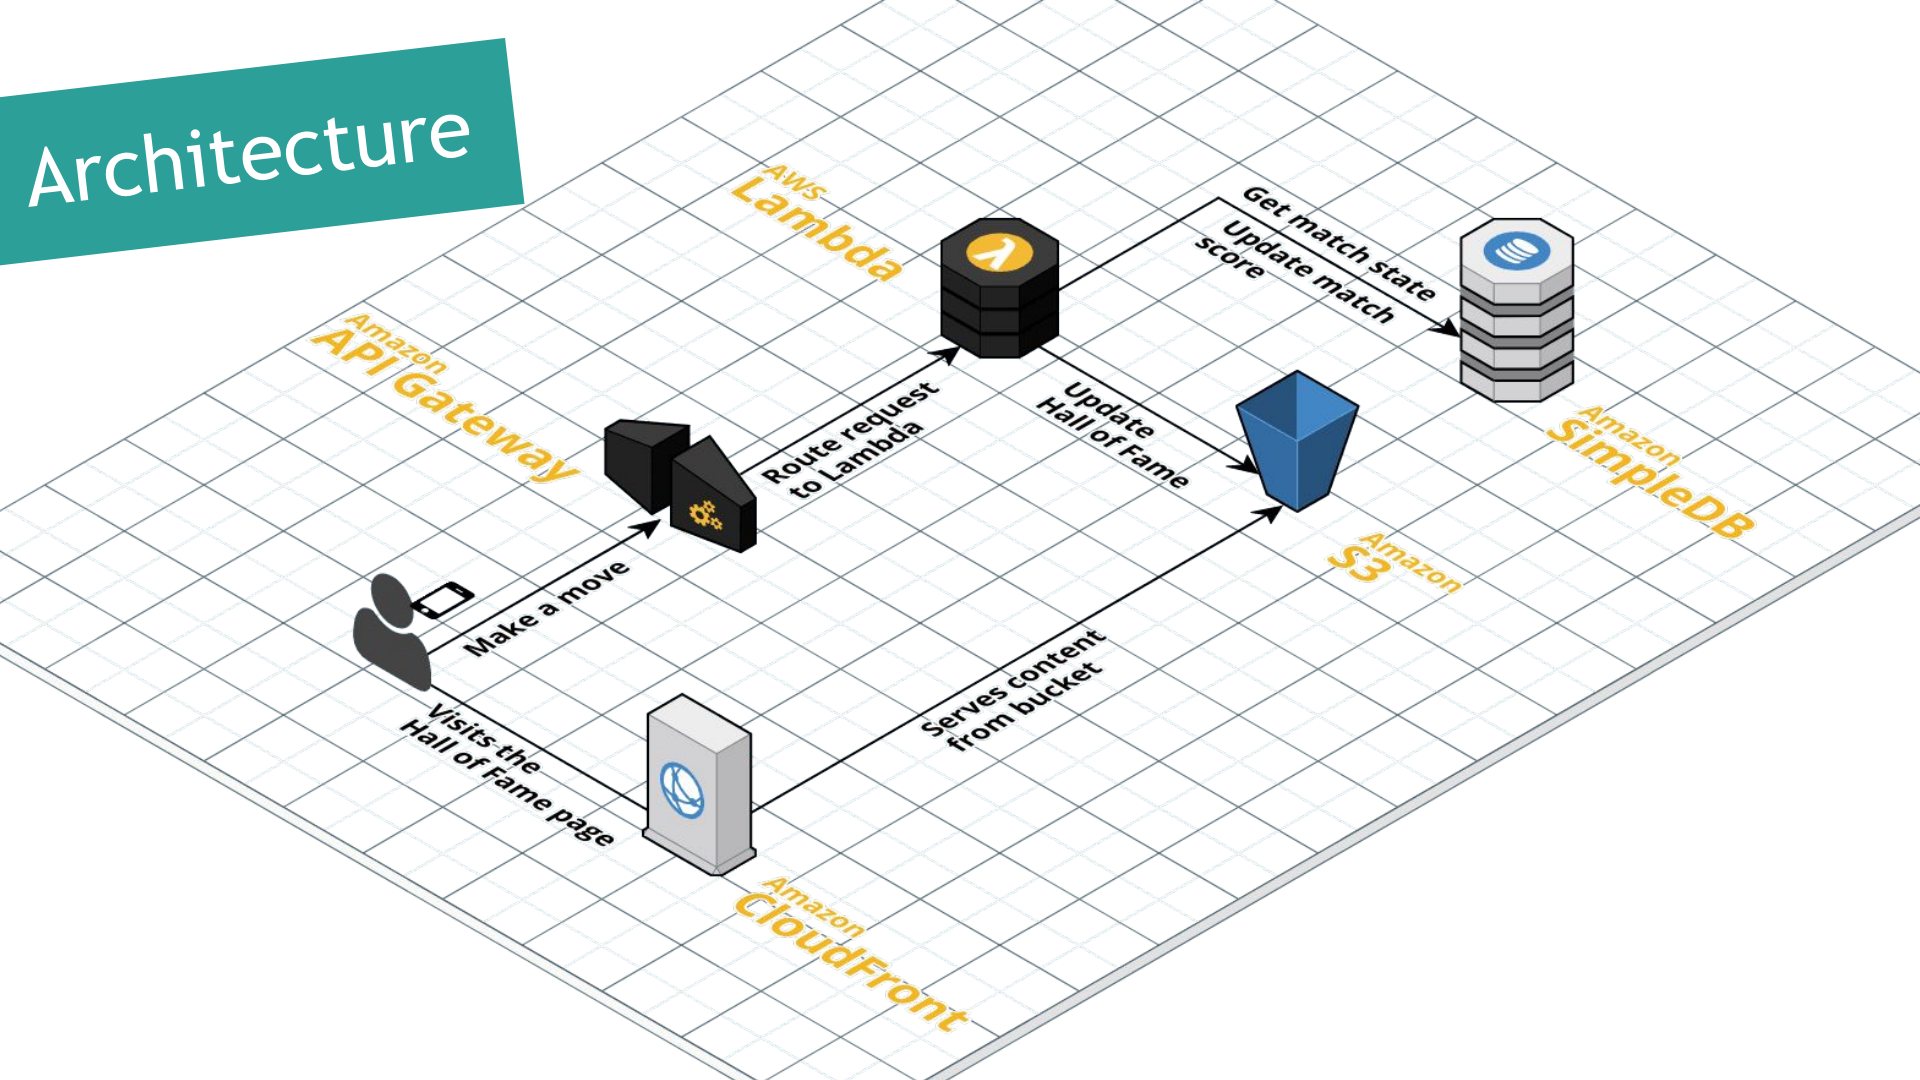 Architecture
AWS
Lambda
Get match state
Update match
score
Amazon
API Gateway
Route request
to Lambda
Update
Hall of Fame
Amazon
SimpleDB
Amazon
S3
Make a move
Visits the
Hall of Fame page
Serves content
from bucket
Amazon
CloudFront